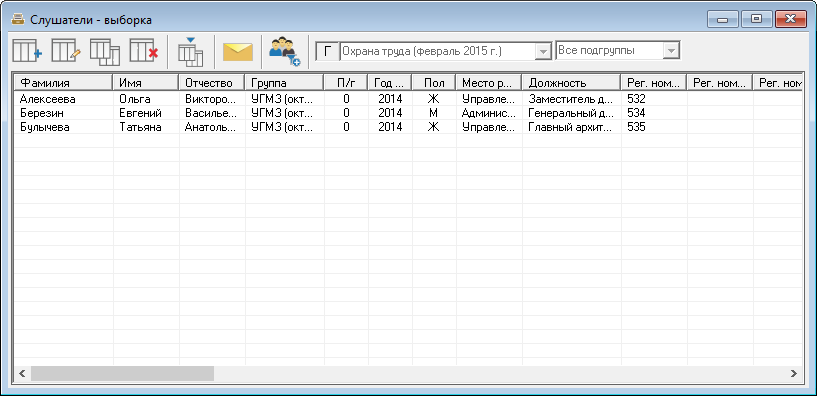 Слушатели - выборка
Г Охрана труда (февраль 2015 г.) Все подгруппы
Фамилия Имя Отчество Группа П/г Год ... Пол Место р... Должность Рег. ном... Рег. ном... Рег. ном
Алексеева Ольга Викторо... УГМЗ (окт... 0 2014 Ж Управле... Заместитель д... 532
Березин Евгений Василье... УГМЗ (окт... 0 2014 М Админис... Генеральный д... 534
Булычева Татьяна Анатоль... УГМЗ (окт... 0 2014 Ж Управле... Главный архит... 535